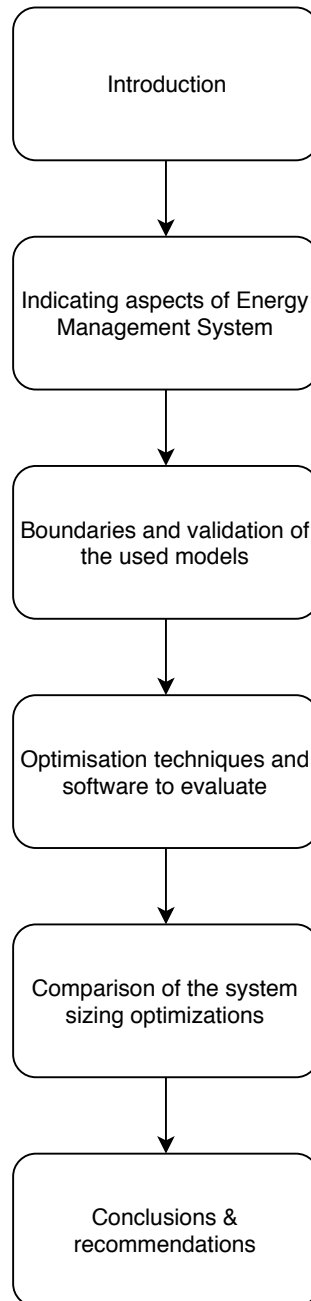 Introduction
Indicating aspects of Energy
Management System
Boundaries and validation of
the used models
Optimisation techniques and
software to evaluate
Comparison of the system
sizing optimizations
Conclusions &
recommendations